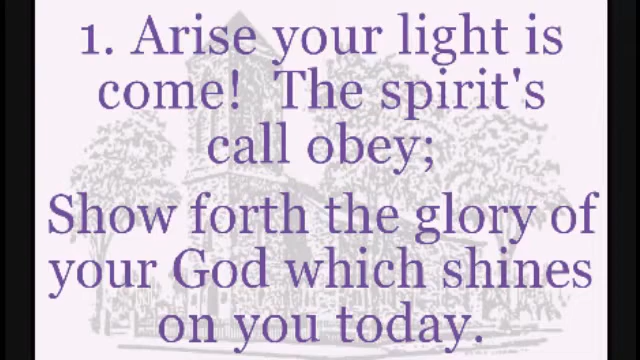 1. Arise your light is
come!  The spirit's
call obey;
Show forth the glory of
your God which shines
on you today.